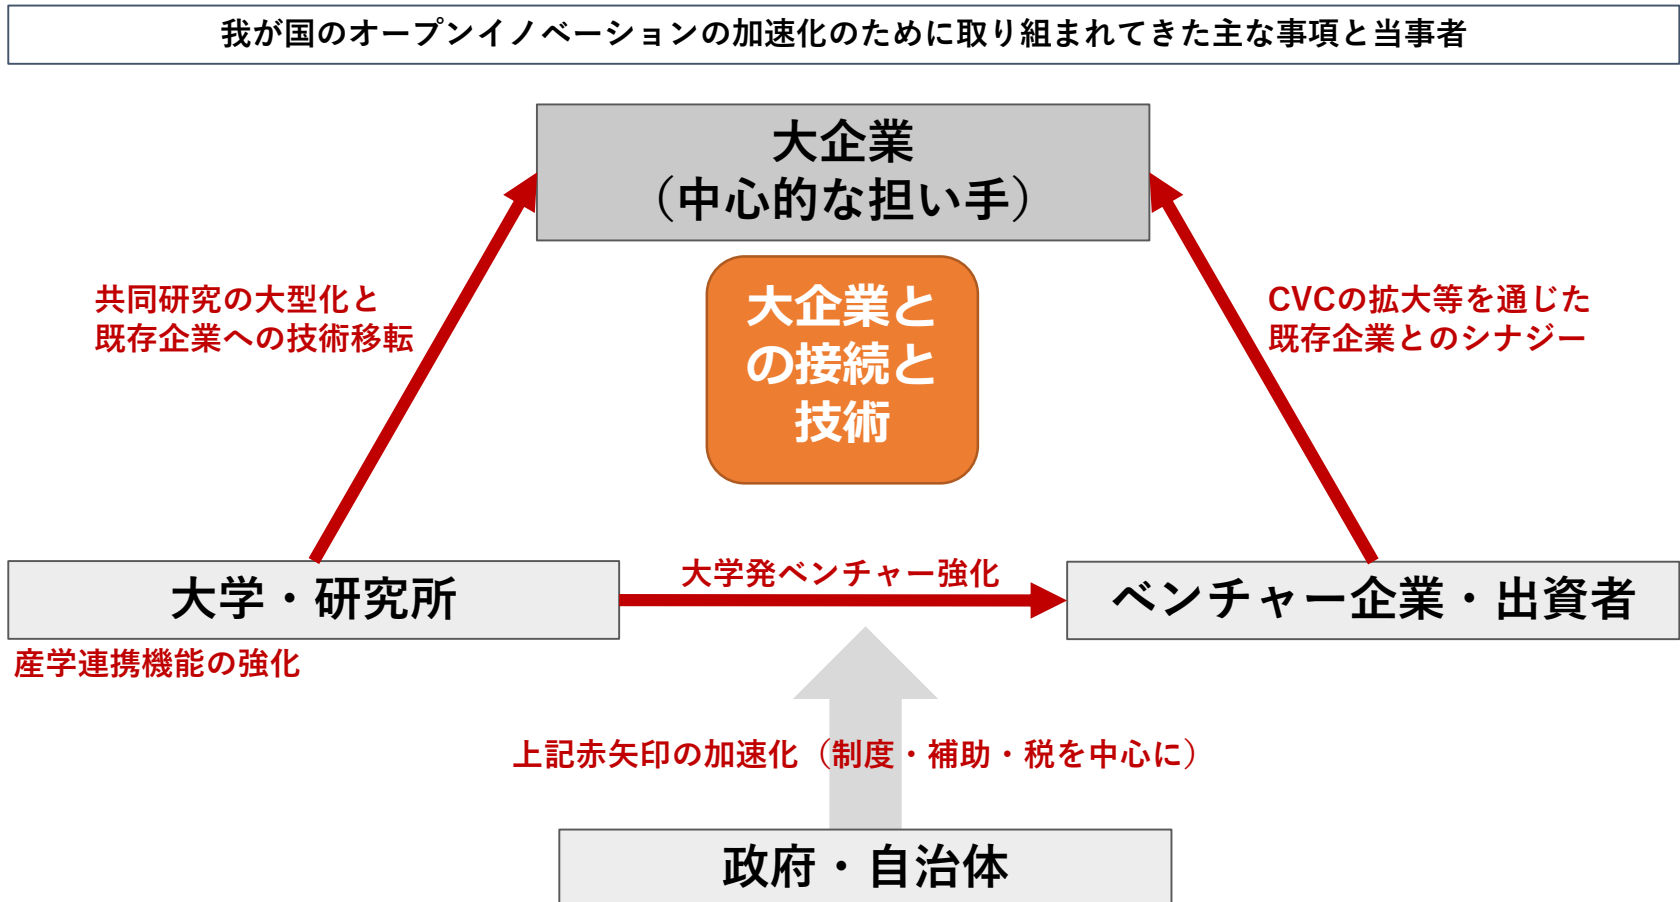 我が国のオープンイノベーションの加速化のために取り組まれてきた主な事項と当事者
大企業
（中心的な担い手）
共同研究の大型化と
既存企業への技術移転
大企業と
の接続と
技術
CVCの拡大等を通じた
既存企業とのシナジー
大学・研究所
大学発ベンチャー強化
ベンチャー企業・出資者
産学連携機能の強化
上記赤矢印の加速化（制度・補助・税を中心に）
政府・自治体